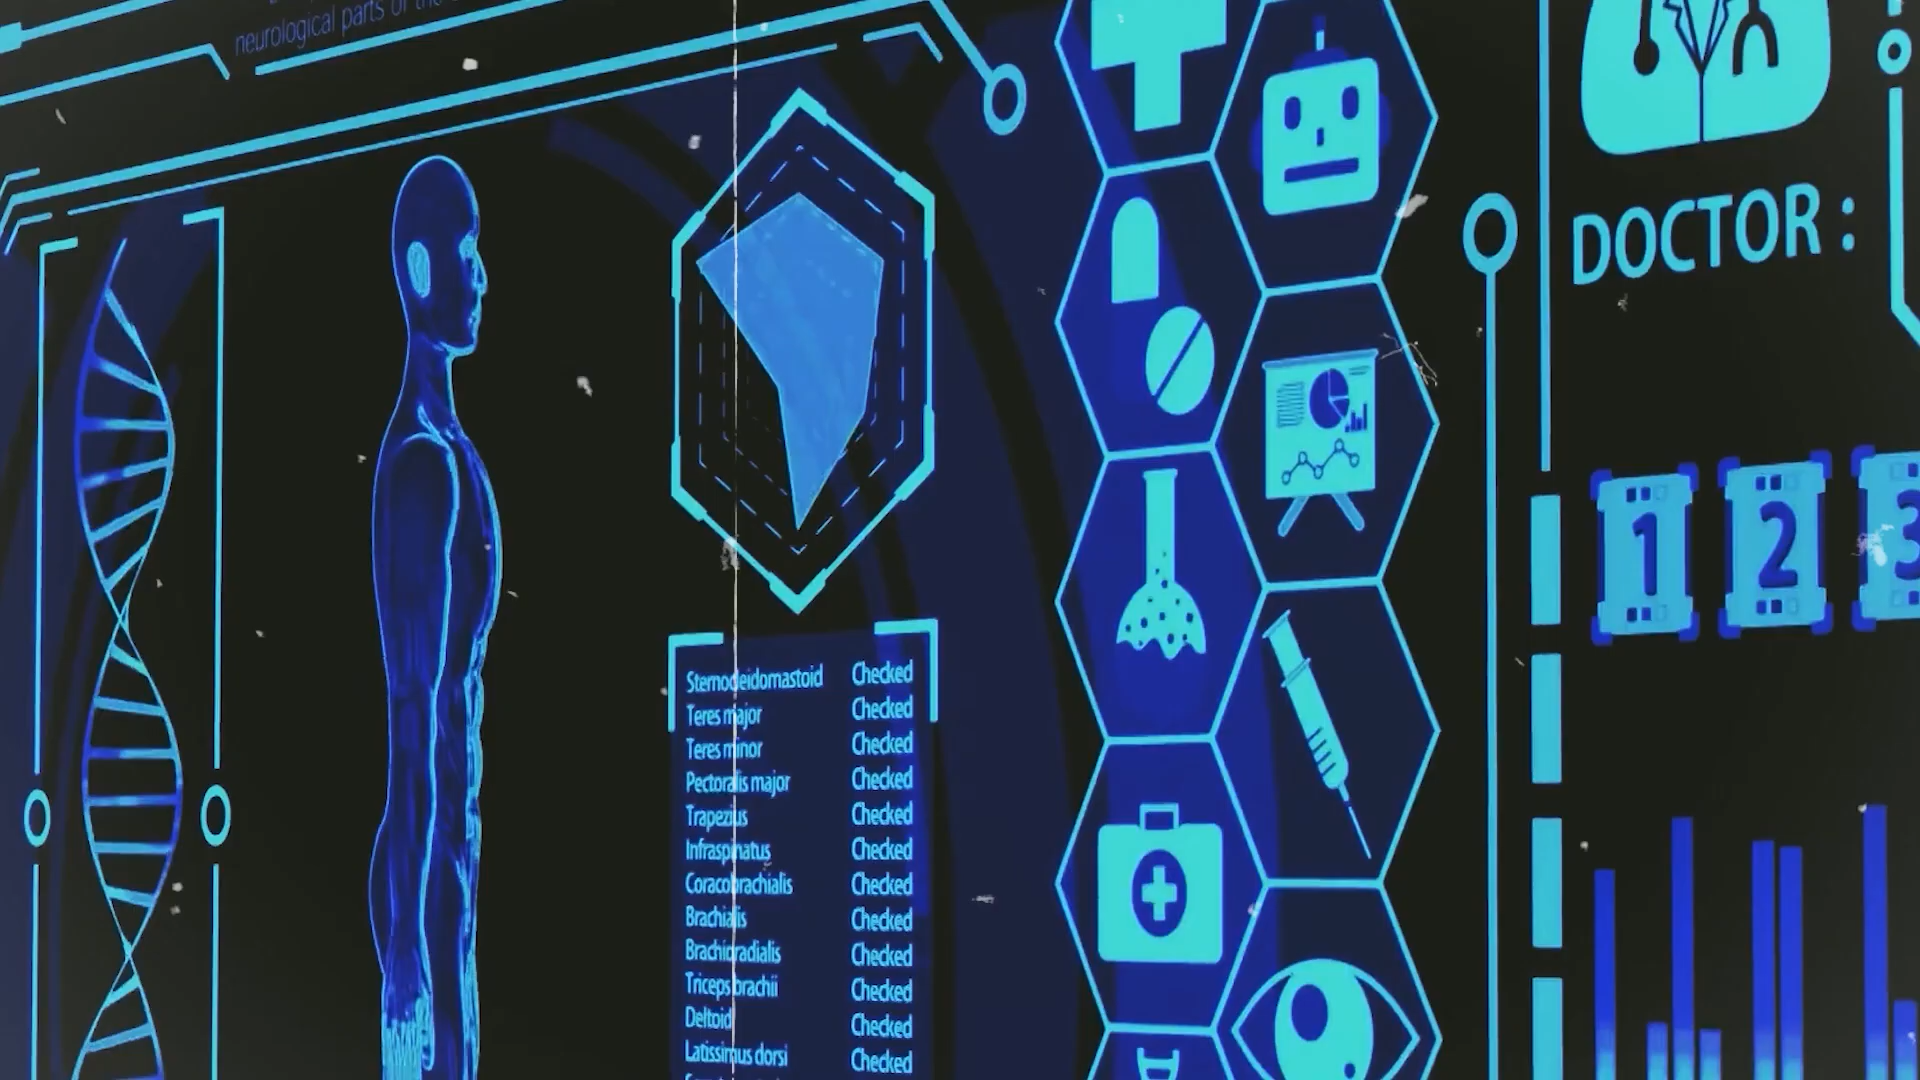 neurological parts of the
DOCTOR :
1 2 3
Sternocleidomastoid Checked
Teres major Checked
Teres minor Checked
Pectoralis major Checked
Trapezius Checked
Infraspinatus Checked
Coracobrachialis Checked
Brachialis Checked
Brachioradialis Checked
Triceps brachii Checked
Deltoid Checked
Latissimus dorsi Checked